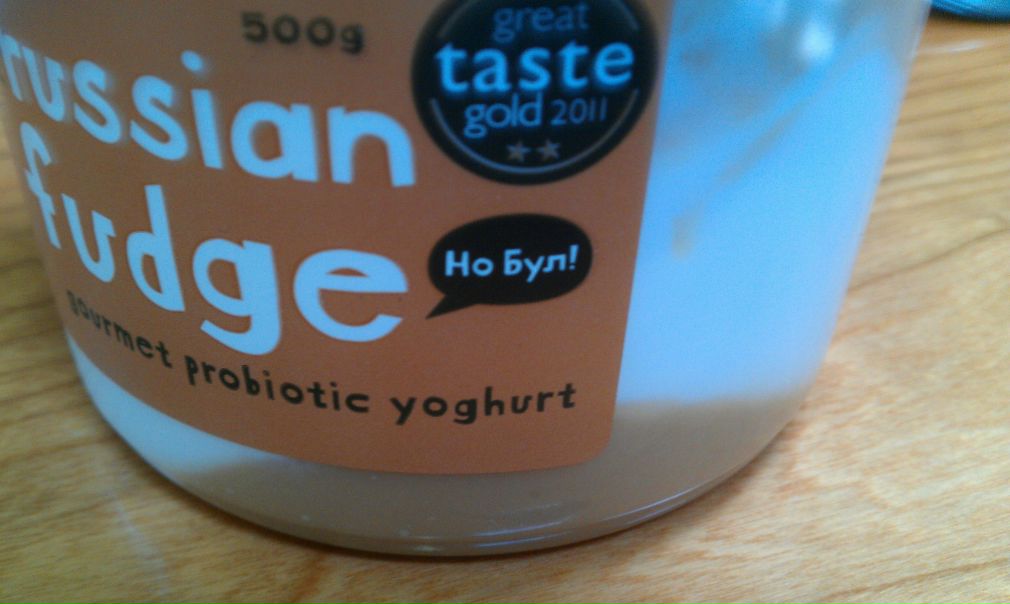 500g
russian
fudge
gourmet probiotic yoghurt
great
taste
gold 2011
Но Бул!